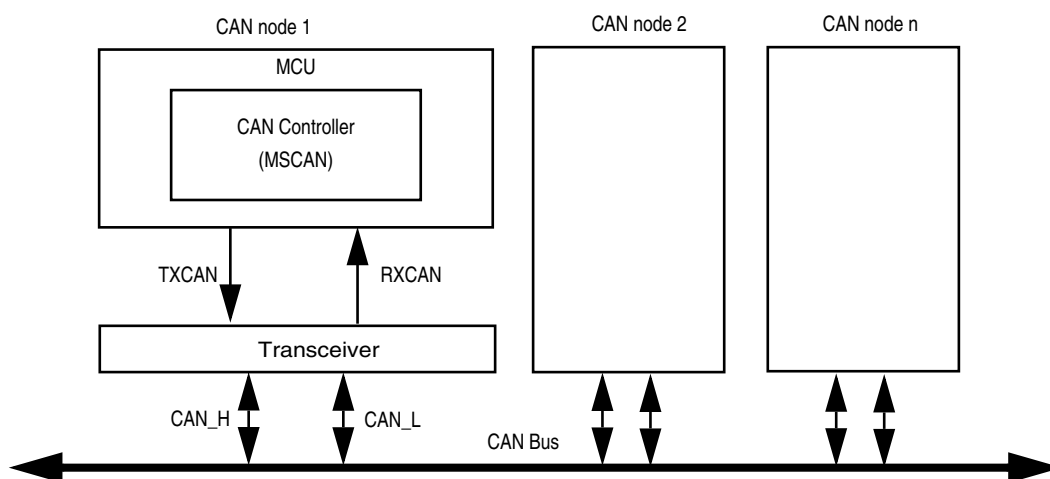 CAN node 1
CAN node 2
CAN node n
MCU
CAN Controller
(MSCAN)
TXCAN
RXCAN
Transceiver
CAN_H
CAN_L
CAN Bus